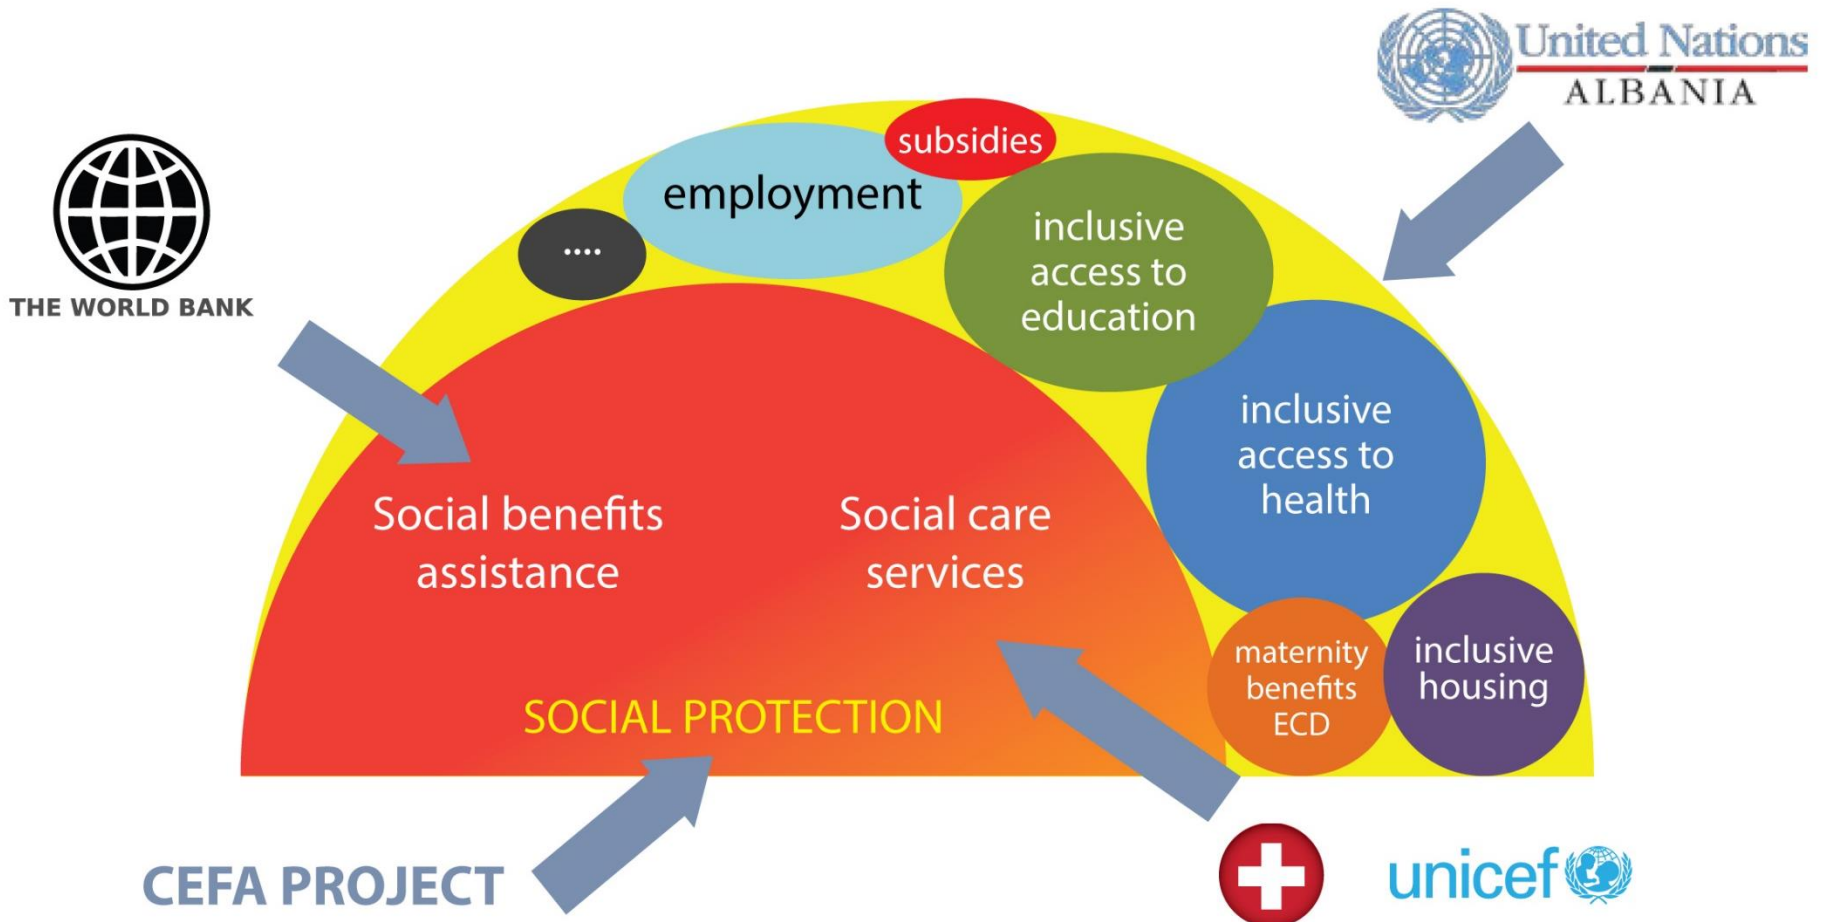 United Nations
ALBANIA
THE WORLD BANK
subsidies
employment
....
inclusive
access to
education
inclusive
access to
health
Social benefits
assistance
Social care
services
maternity
benefits
ECD
inclusive
housing
SOCIAL PROTECTION
CEFA PROJECT
unicef